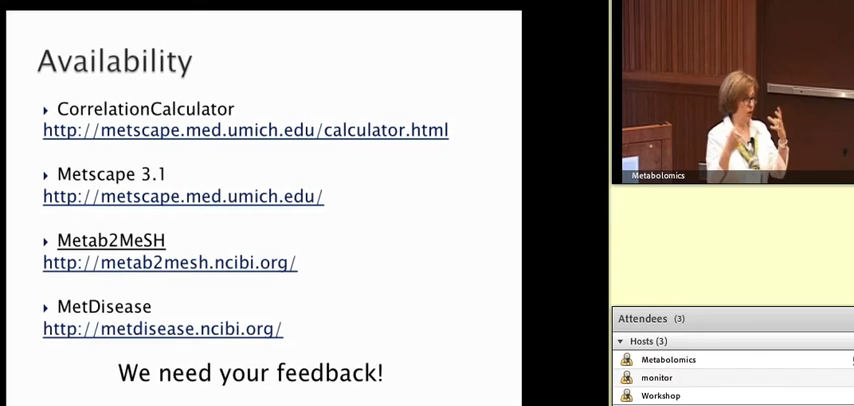 Availability
CorrelationCalculator
http://metscape.med.umich.edu/calculator.html
Metscape 3.1
http://metscape.med.umich.edu/
Metab2MeSH
http://metab2mesh.ncibi.org/
MetDisease
http://metdisease.ncibi.org/
We need your feedback!
Metabolomics
Attendees (3)
Hosts (3)
Metabolomics
monitor
Workshop